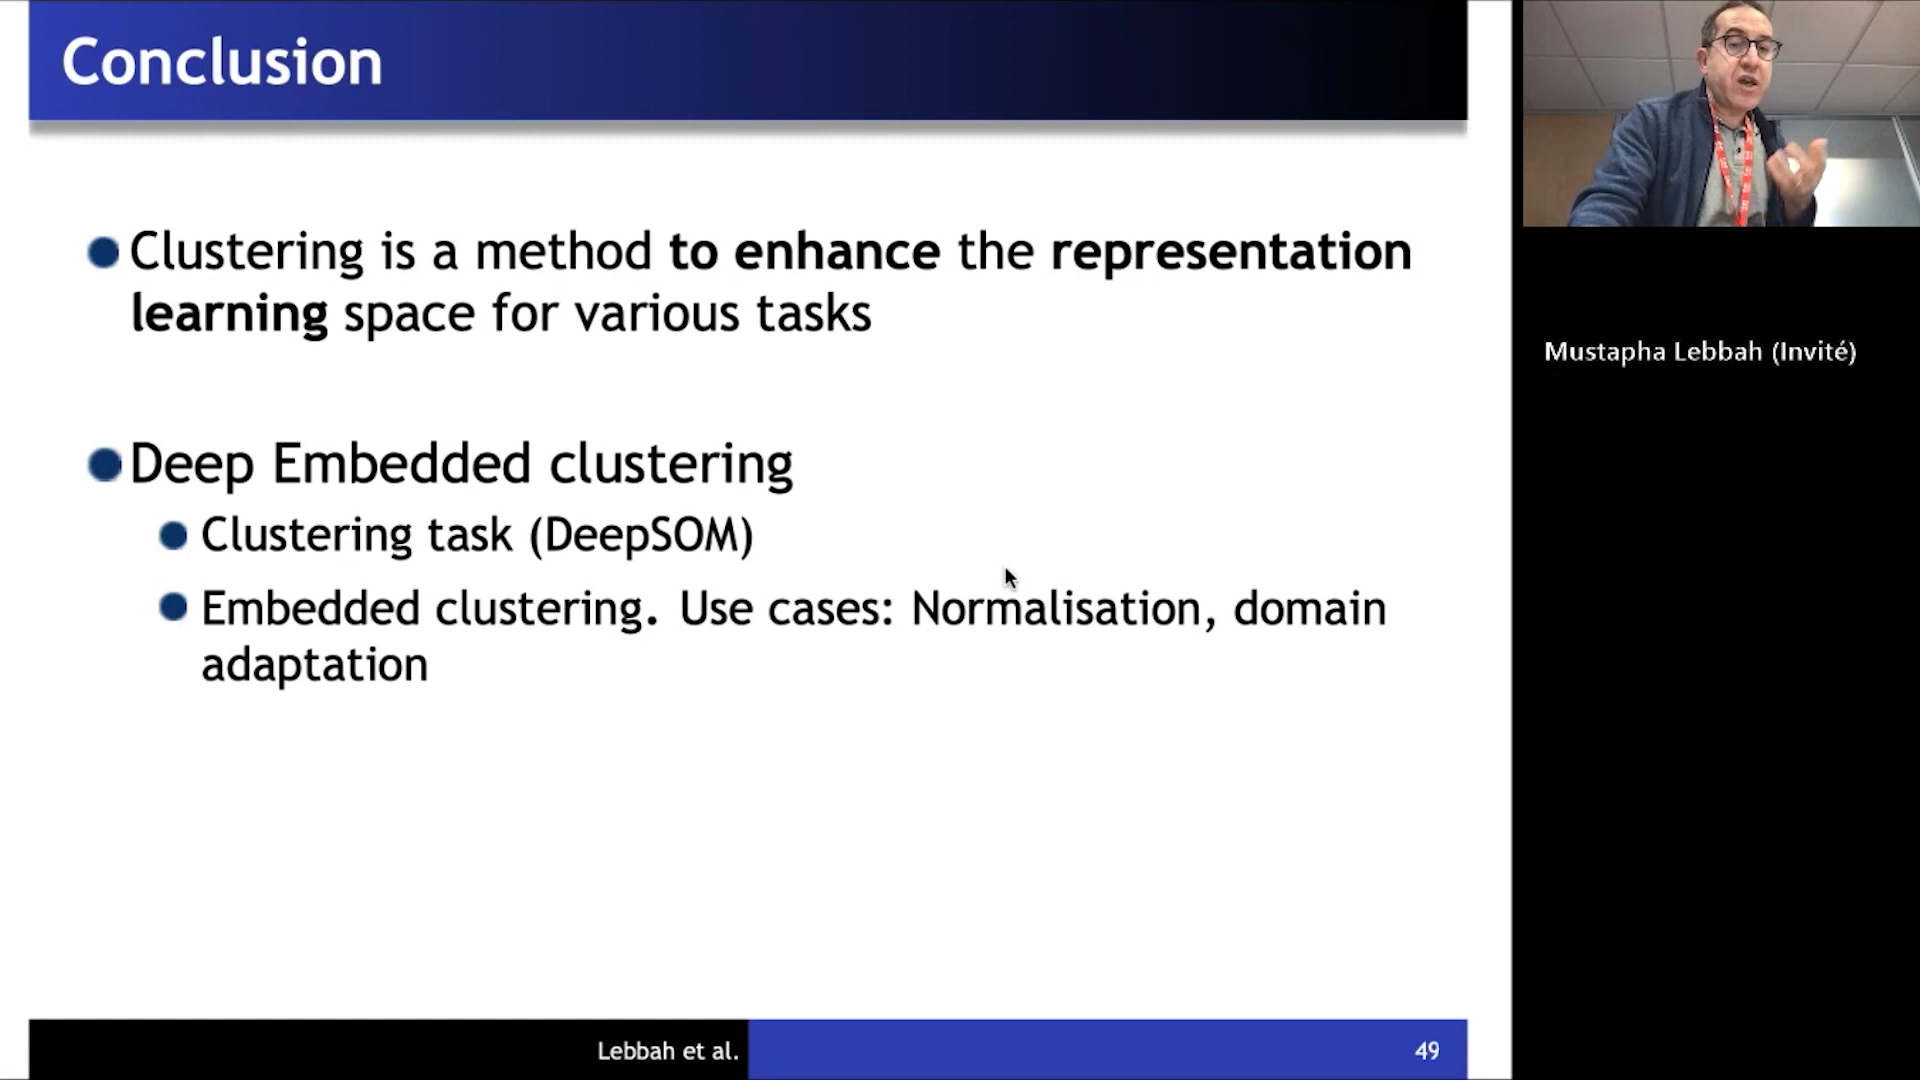 Conclusion
Clustering is a method to enhance the representation
learning space for various tasks
Deep Embedded clustering
Clustering task (DeepSOM)
Embedded clustering. Use cases: Normalisation, domain
adaptation
Lebbah et al.
49
Mustapha Lebbah (Invité)